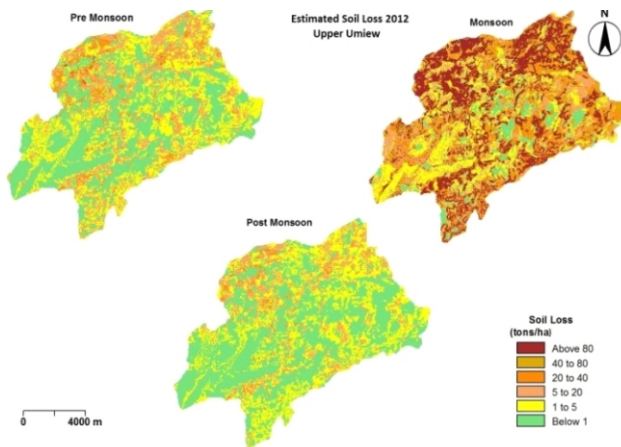 Pre Monsoon
Estimated Soil Loss 2012
Upper Umiew
Monsoon
N
Post Monsoon
Soil Loss
(tons/ha)
Above 80
40 to 80
20 to 40
5 to 20
1 to 5
Below 1
0 4000 m